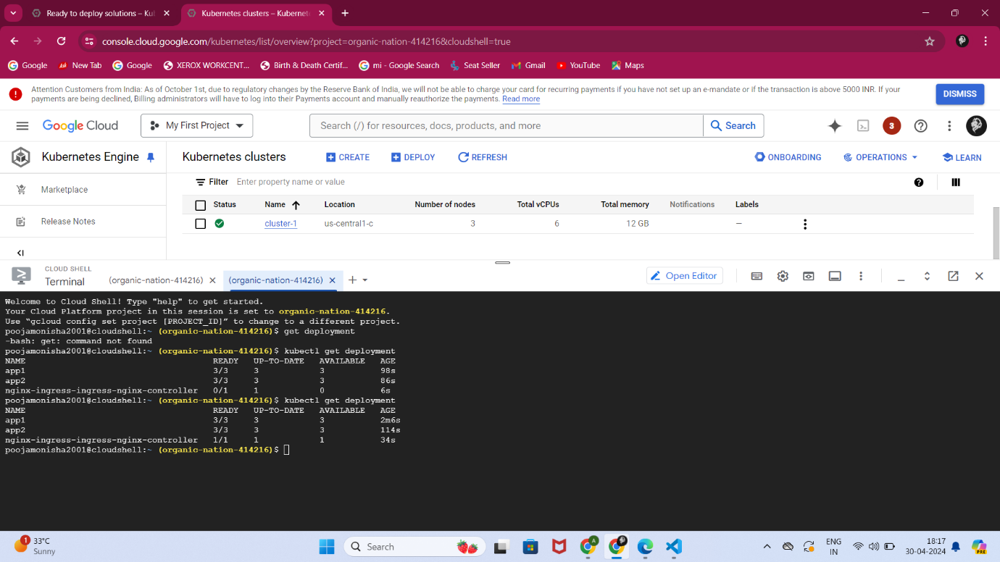 Ready to deploy solutions – Ku
Kubernetes clusters – Kubernet
console.cloud.google.com/kubernetes/list/overview?project=organic-nation-414216&cloudshell=true
Google
New Tab
Google
XEROX WORKCENT...
Birth & Death Certif...
mi - Google Search
Seat Seller
Gmail
YouTube
Maps
Attention Customers from India: As of October 1st, due to regulatory changes by the Reserve Bank of India, we will not be able to charge your card for recurring payments if you have not set up an e-mandate or if the transaction is above 5000 INR. If your
payments are being declined, Billing administrators will have to log into their Payments account and manually reauthorize the payments. Read more
DISMISS
Google Cloud
My First Project
Search (/) for resources, docs, products, and more
Search
3
Kubernetes Engine
Kubernetes clusters
CREATE
DEPLOY
REFRESH
ONBOARDING
OPERATIONS
LEARN
Marketplace
Release Notes
Filter Enter property name or value
Status Name Location Number of nodes Total vCPUs Total memory Notifications Labels
cluster-1 us-central1-c 3 6 12 GB —
CLOUD SHELL
Terminal
(organic-nation-414216)
(organic-nation-414216)
Open Editor
Welcome to Cloud Shell! Type "help" to get started.
Your Cloud Platform project in this session is set to organic-nation-414216.
Use “gcloud config set project [PROJECT_ID]” to change to a different project.
poojamonisha2001@cloudshell:~ (organic-nation-414216)$ get deployment
-bash: get: command not found
poojamonisha2001@cloudshell:~ (organic-nation-414216)$ kubectl get deployment
NAME READY UP-TO-DATE AVAILABLE AGE
app1 3/3 3 3 98s
app2 3/3 3 3 86s
nginx-ingress-ingress-nginx-controller 0/1 1 0 6s
poojamonisha2001@cloudshell:~ (organic-nation-414216)$ kubectl get deployment
NAME READY UP-TO-DATE AVAILABLE AGE
app1 3/3 3 3 2m6s
app2 3/3 3 3 114s
nginx-ingress-ingress-nginx-controller 1/1 1 1 34s
poojamonisha2001@cloudshell:~ (organic-nation-414216)$
1
33°C
Sunny
Search
A
ENG
IN
18:17
30-04-2024
PRE